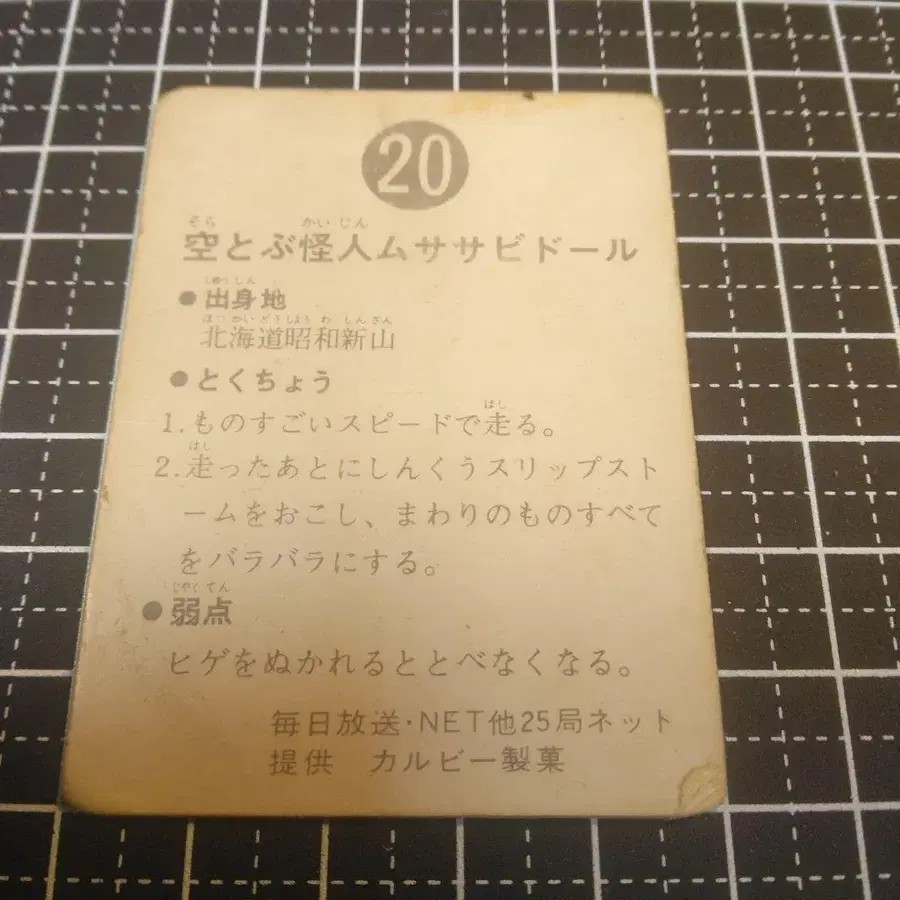 20
そら かいじん
空とぶ怪人ムササビドール
しゅっしん
●出身地
ほっかいどうしょうわ しんざん
北海道昭和新山
●とくちょう
はし
1.ものすごいスピードで走る。
はし
2.走ったあとにしんくうスリップスト
ームをおこし、まわりのものすべて
をバラバラにする。
じやくてん
●弱点
ヒゲをぬかれるととべなくなる。
毎日放送・NET他25局ネット
提供 カルビー製菓